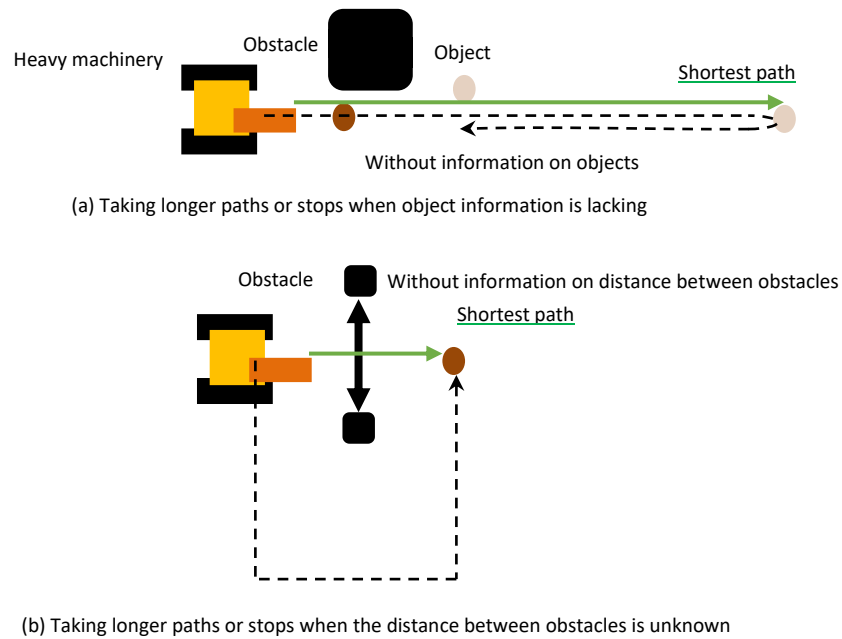 Obstacle
Object
Heavy machinery
Shortest path
Without information on objects
(a) Taking longer paths or stops when object information is lacking
Obstacle
Without information on distance between obstacles
Shortest path
(b) Taking longer paths or stops when the distance between obstacles is unknown